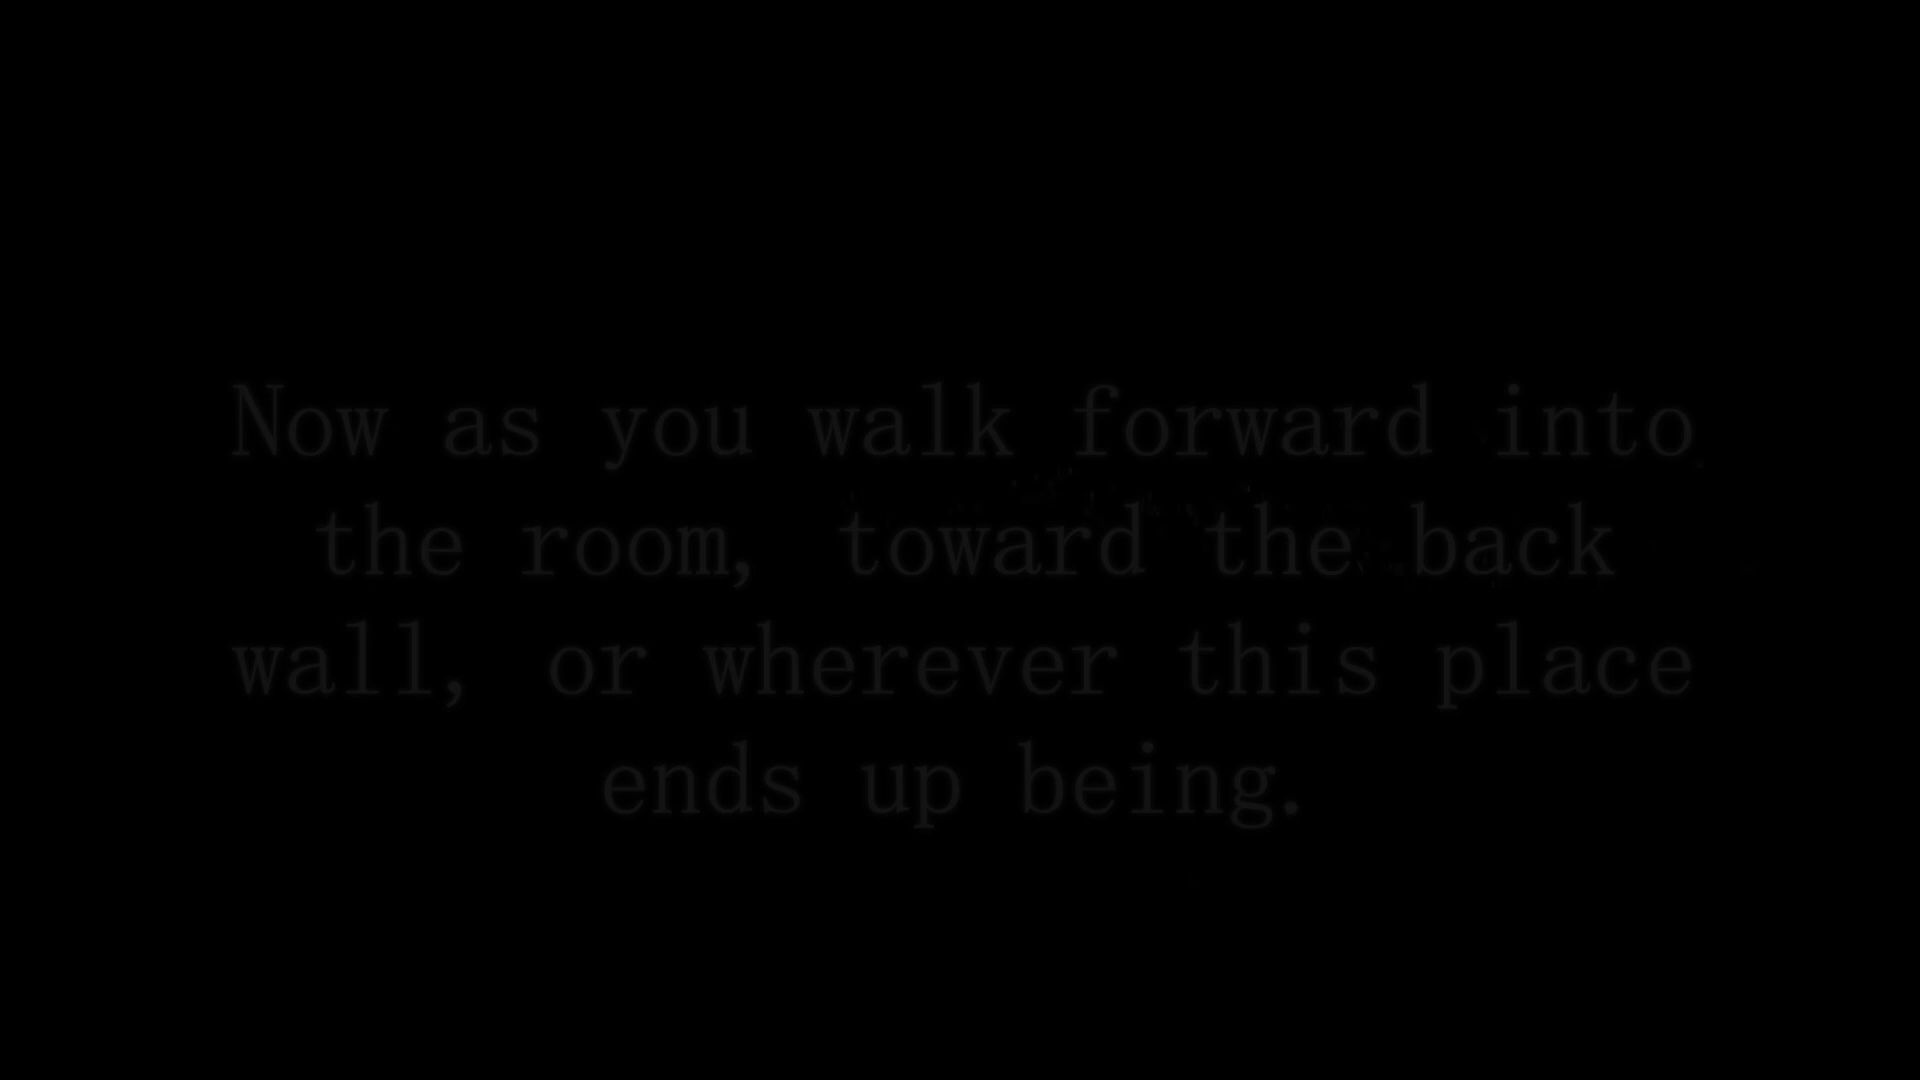 Now as you walk forward into
the room, toward the back
wall, or wherever this place
ends up being.